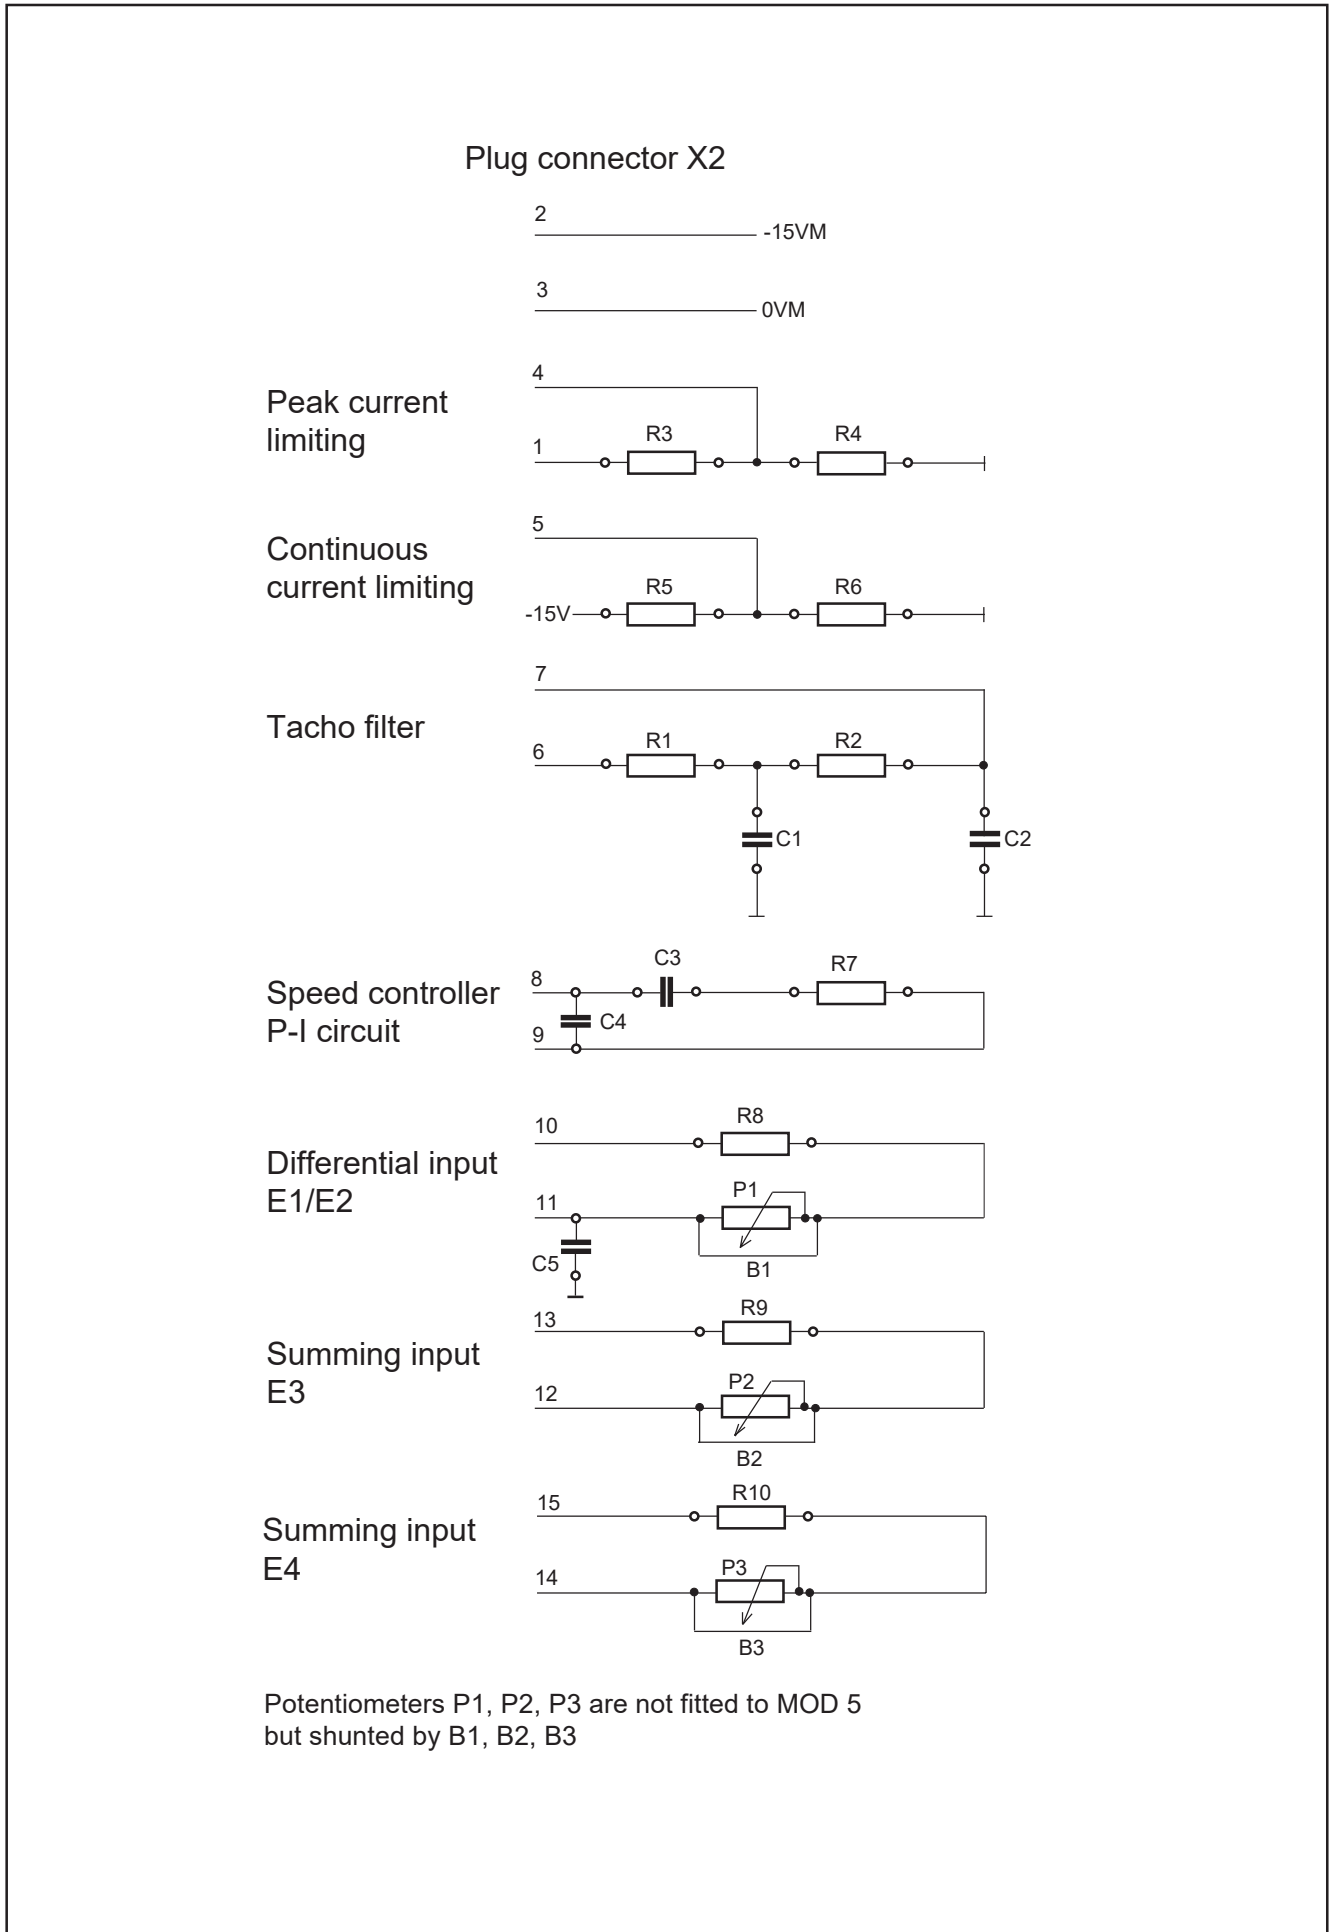 Plug connector X2
2
-15VM
3
0VM
Peak current
limiting
4
1
R3
R4
Continuous
current limiting
5
-15V
R5
R6
Tacho filter
7
6
R1
R2
C1
C2
Speed controller
P-I circuit
8
C3
R7
C4
9
Differential input
E1/E2
10
R8
11
P1
C5
B1
Summing input
E3
13
R9
12
P2
B2
Summing input
E4
15
R10
14
P3
B3
Potentiometers P1, P2, P3 are not fitted to MOD 5
but shunted by B1, B2, B3